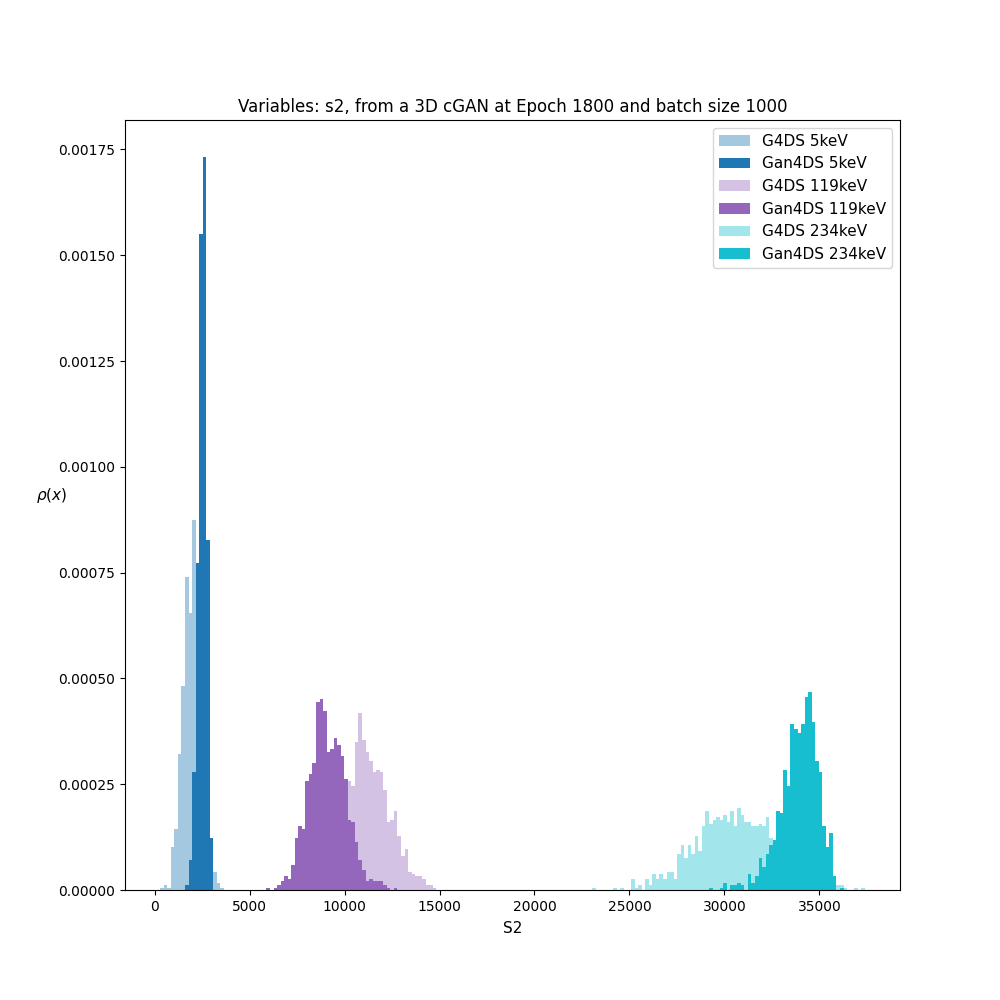 Variables: s2, from a 3D cGAN at Epoch 1800 and batch size 1000
G4DS 5keV
Gan4DS 5keV
G4DS 119keV
Gan4DS 119keV
G4DS 234keV
Gan4DS 234keV
0.00175
0.00150
0.00125
0.00100
0.00075
0.00050
0.00025
0.00000
ρ(x)
0 5000 10000 15000 20000 25000 30000 35000
S2